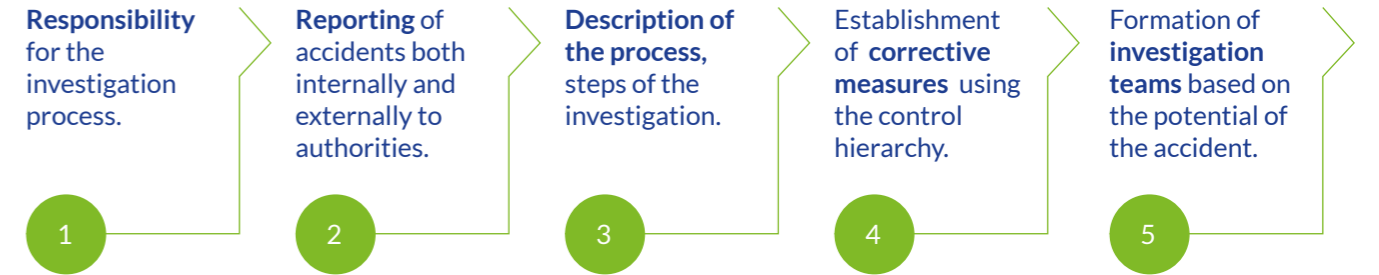 Responsibility
for the
investigation
process.
1
Reporting of
accidents both
internally and
externally to
authorities.
2
Description of
the process,
steps of the
investigation.
3
Establishment
of corrective
measures using
the control
hierarchy.
4
Formation of
investigation
teams based on
the potential of
the accident.
5